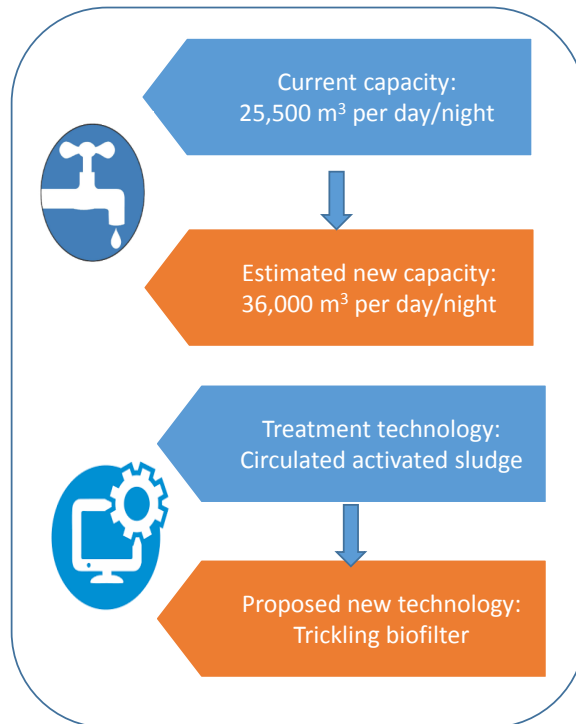 Current capacity:
25,500 m³ per day/night
Estimated new capacity:
36,000 m³ per day/night
Treatment technology:
Circulated activated sludge
Proposed new technology:
Trickling biofilter